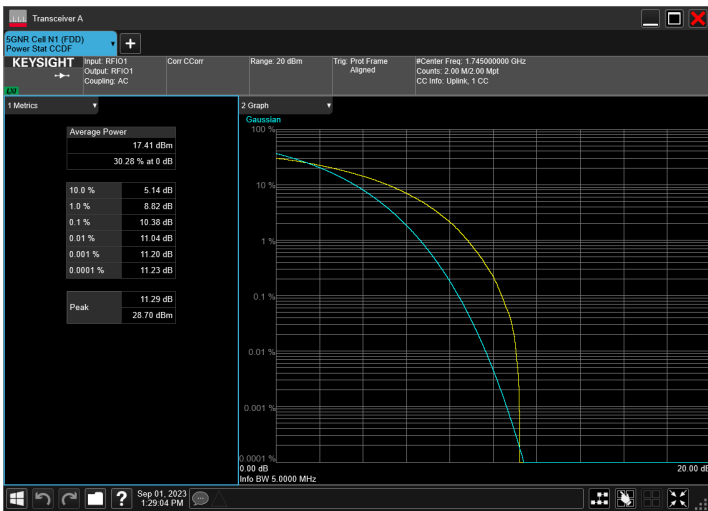 Transceiver A
5GNR Cell N1 (FDD)
Power Stat CCDF
KEYSIGHT
Input: RFIO1
Output: RFIO1
Coupling: AC
Corr CCorr
Range: 20 dBm
Trig: Prot Frame
Aligned
#Center Freq: 1.745000000 GHz
Counts: 2.00 M/2.00 Mpt
CC Info: Uplink, 1 CC
1 Metrics
Average Power
17.41 dBm
30.28 % at 0 dB
10.0 % 5.14 dB
1.0 % 8.82 dB
0.1 % 10.38 dB
0.01 % 11.04 dB
0.001 % 11.20 dB
0.0001 % 11.23 dB
Peak
11.29 dB
28.70 dBm
2 Graph
Gaussian
100 %
10 %
1 %
0.1 %
0.01 %
0.001 %
0.0001 %
0.00 dB
20.00 dB
Info BW 5.0000 MHz
Sep 01, 2023
1:29:04 PM